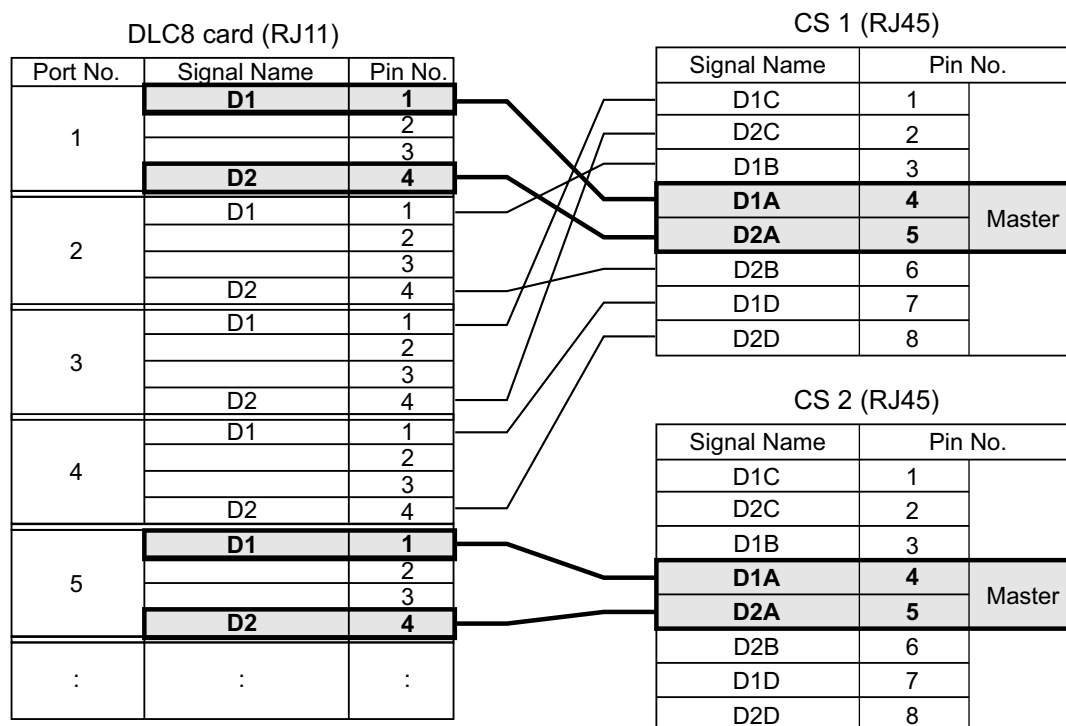 DLC8 card (RJ11)
Port No. Signal Name Pin No.
1 D1 1
2
3
D2 4
2 D1 1
2
3
D2 4
3 D1 1
2
3
D2 4
4 D1 1
2
3
D2 4
5 D1 1
2
3
D2 4
: : :
CS 1 (RJ45)
Signal Name Pin No.
D1C 1
D2C 2
D1B 3
D1A 4 Master
D2A 5
D2B 6
D1D 7
D2D 8
CS 2 (RJ45)
Signal Name Pin No.
D1C 1
D2C 2
D1B 3
D1A 4 Master
D2A 5
D2B 6
D1D 7
D2D 8